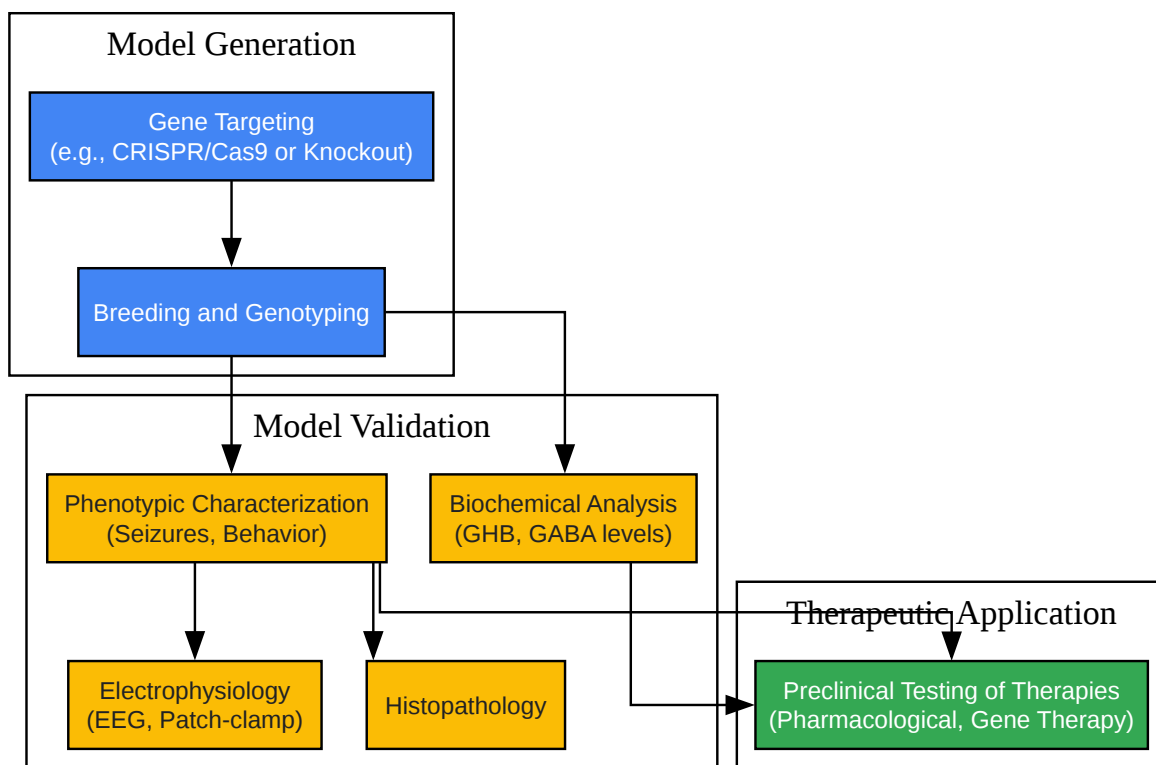 Model Generation
Gene Targeting
(e.g., CRISPR/Cas9 or Knockout)
Breeding and Genotyping
Model Validation
Phenotypic Characterization
(Seizures, Behavior)
Biochemical Analysis
(GHB, GABA levels)
Electrophysiology
(EEG, Patch-clamp)
Histopathology
Therapeutic Application
Preclinical Testing of Therapies
(Pharmacological, Gene Therapy)